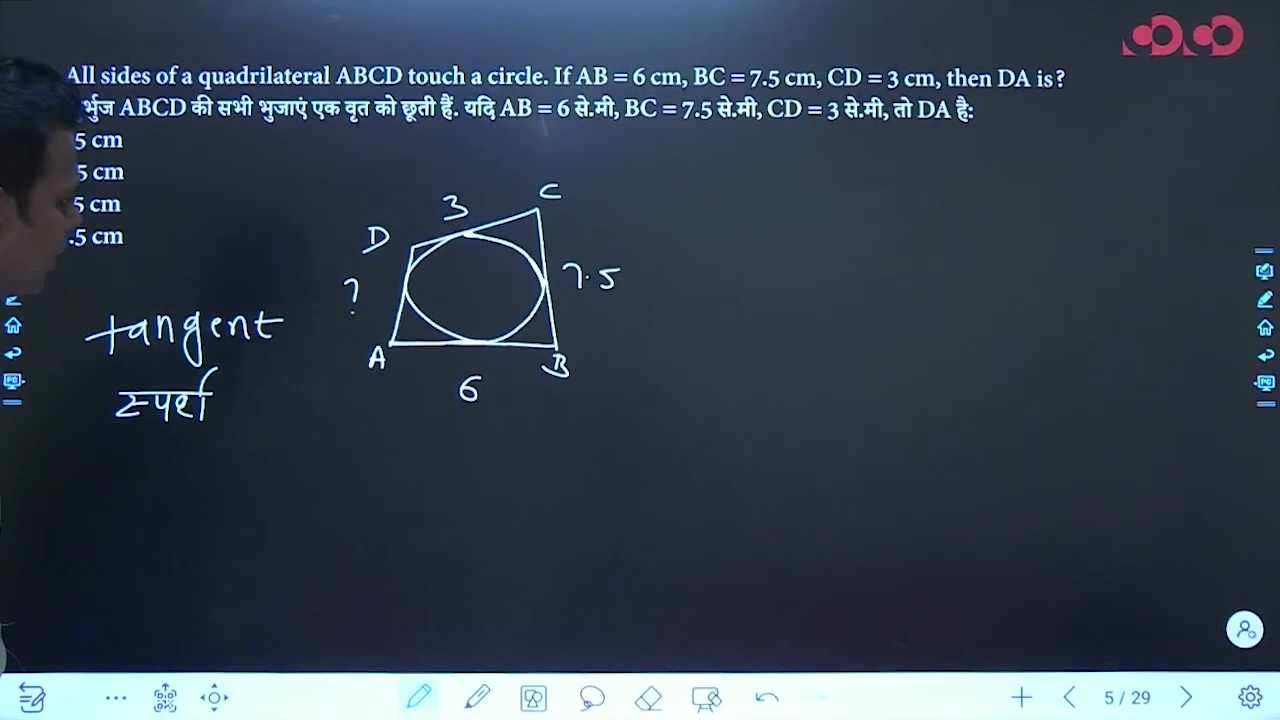 All sides of a quadrilateral ABCD touch a circle. If AB = 6 cm, BC = 7.5 cm, CD = 3 cm, then DA is?
ABCD की सभी भुजाएं एक वृत को छूती हैं. यदि AB = 6 से.मी, BC = 7.5 से.मी, CD = 3 से.मी, तो DA है:
5 cm
5 cm
5 cm
.5 cm
C
3
D
7.5
?
tangent
A
B
6
स्पर्श
5 / 29